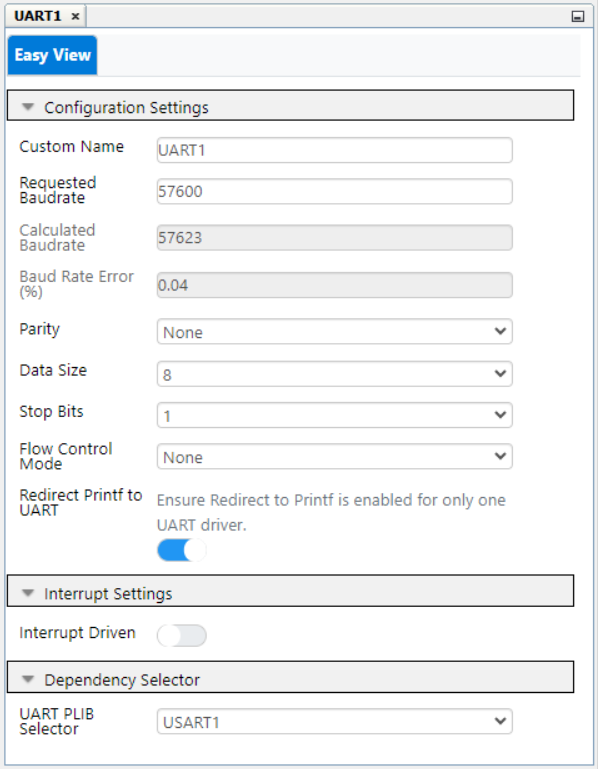 UART1 ×
Easy View
Configuration Settings
Custom Name
UART1
Requested
Baudrate
57600
Calculated
Baudrate
57623
Baud Rate Error
(%)
0.04
Parity
None
Data Size
8
Stop Bits
1
Flow Control
Mode
None
Redirect Printf to
UART
Ensure Redirect to Printf is enabled for only one
UART driver.
Interrupt Settings
Interrupt Driven
Dependency Selector
UART PLIB
Selector
USART1